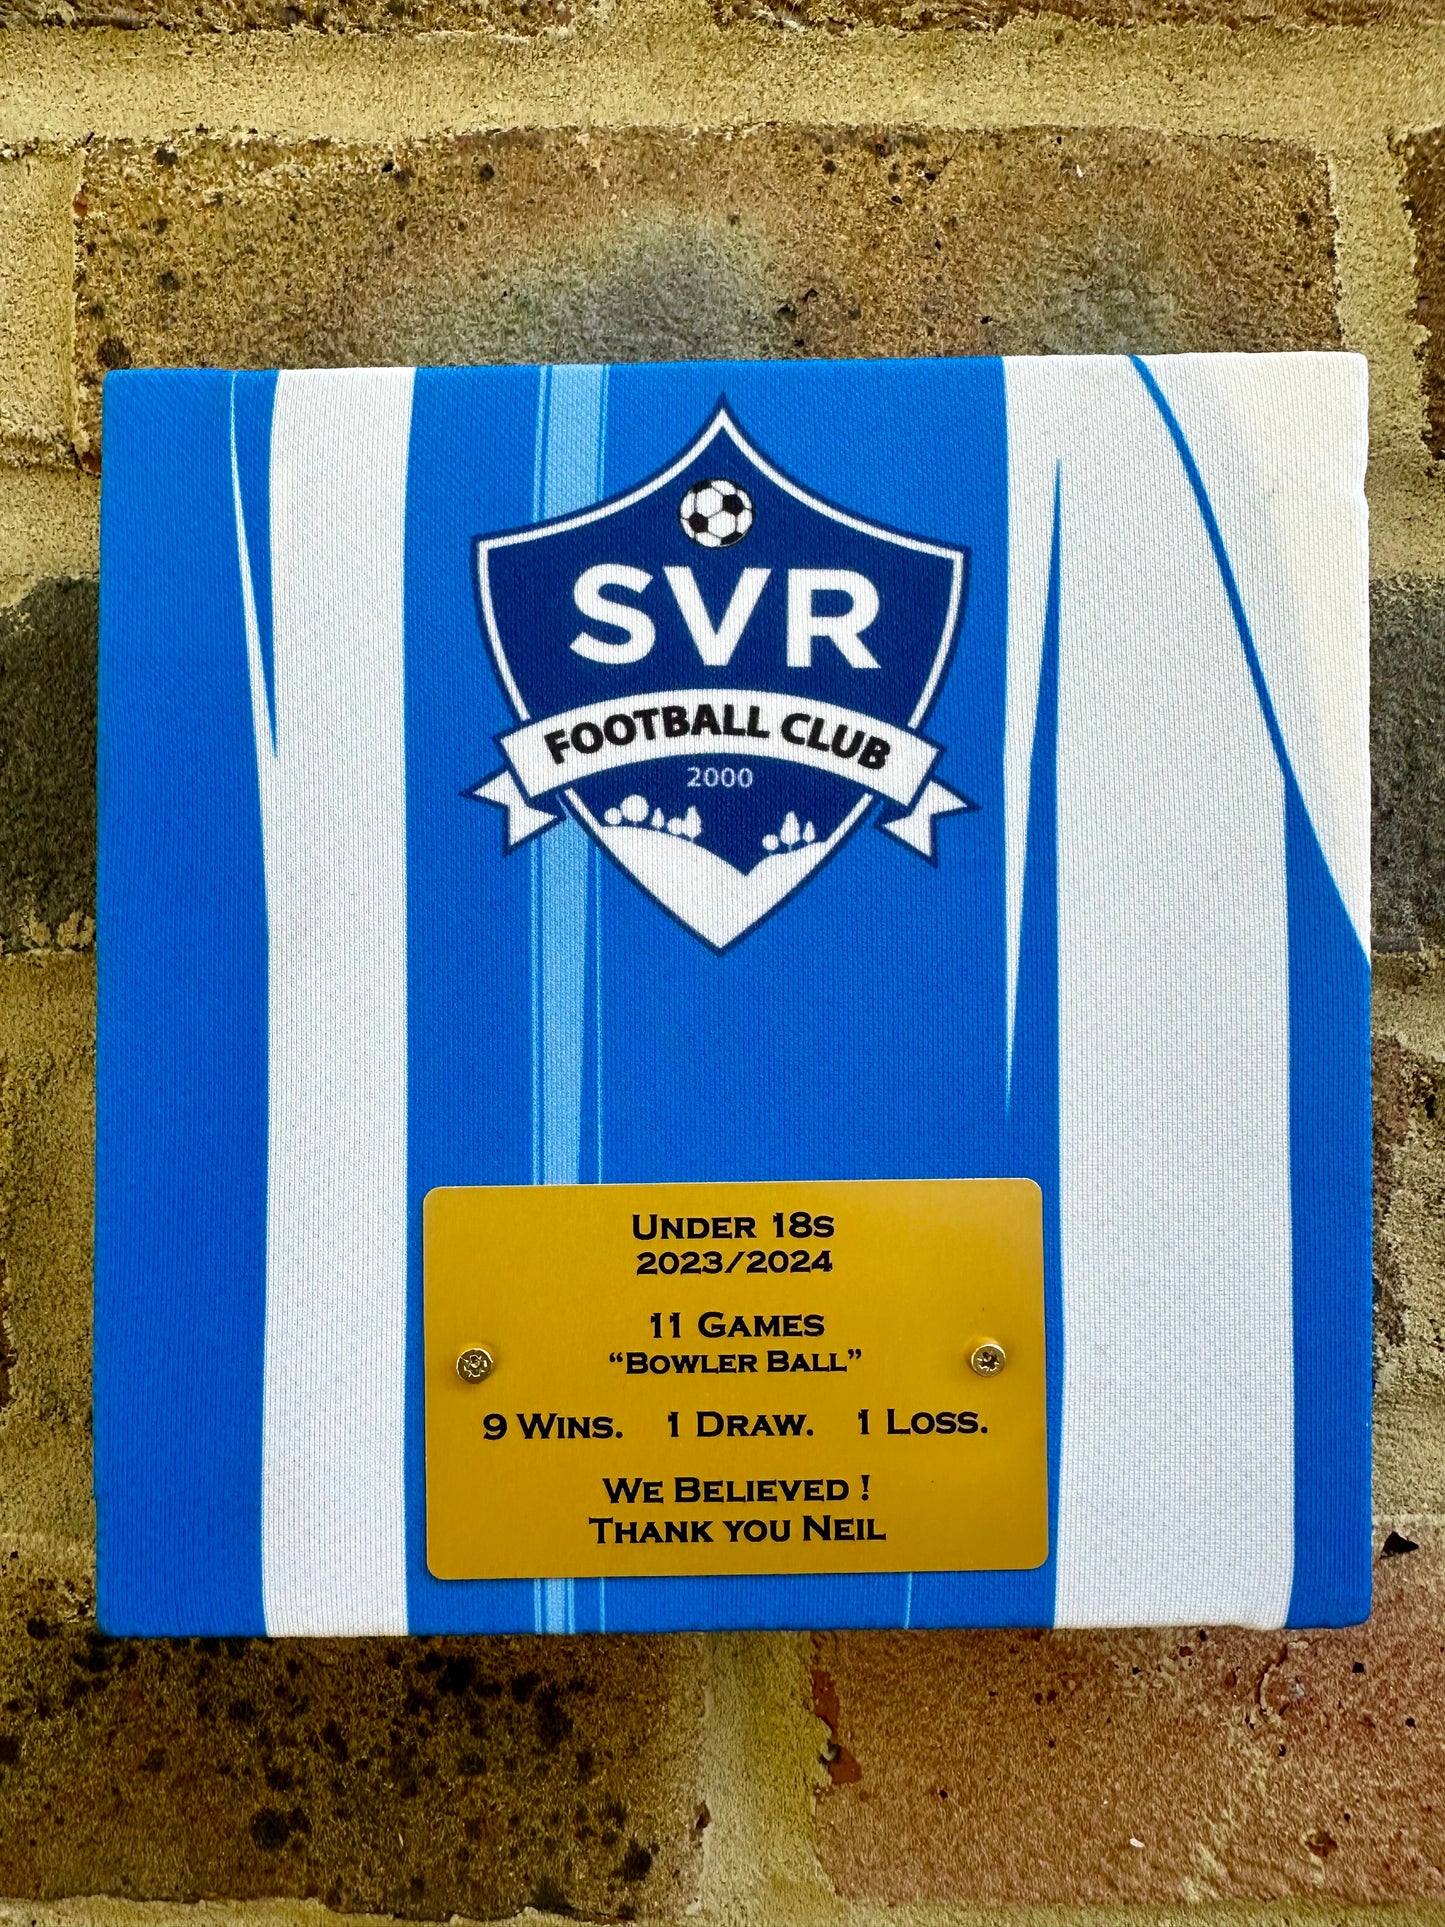 SVR
FOOTBALL CLUB
2000
UNDER 18S
2023/2024
11 GAMES
“BOWLER BALL”
9 WINS. 1 DRAW. 1 LOSS.
WE BELIEVED !
THANK YOU NEIL